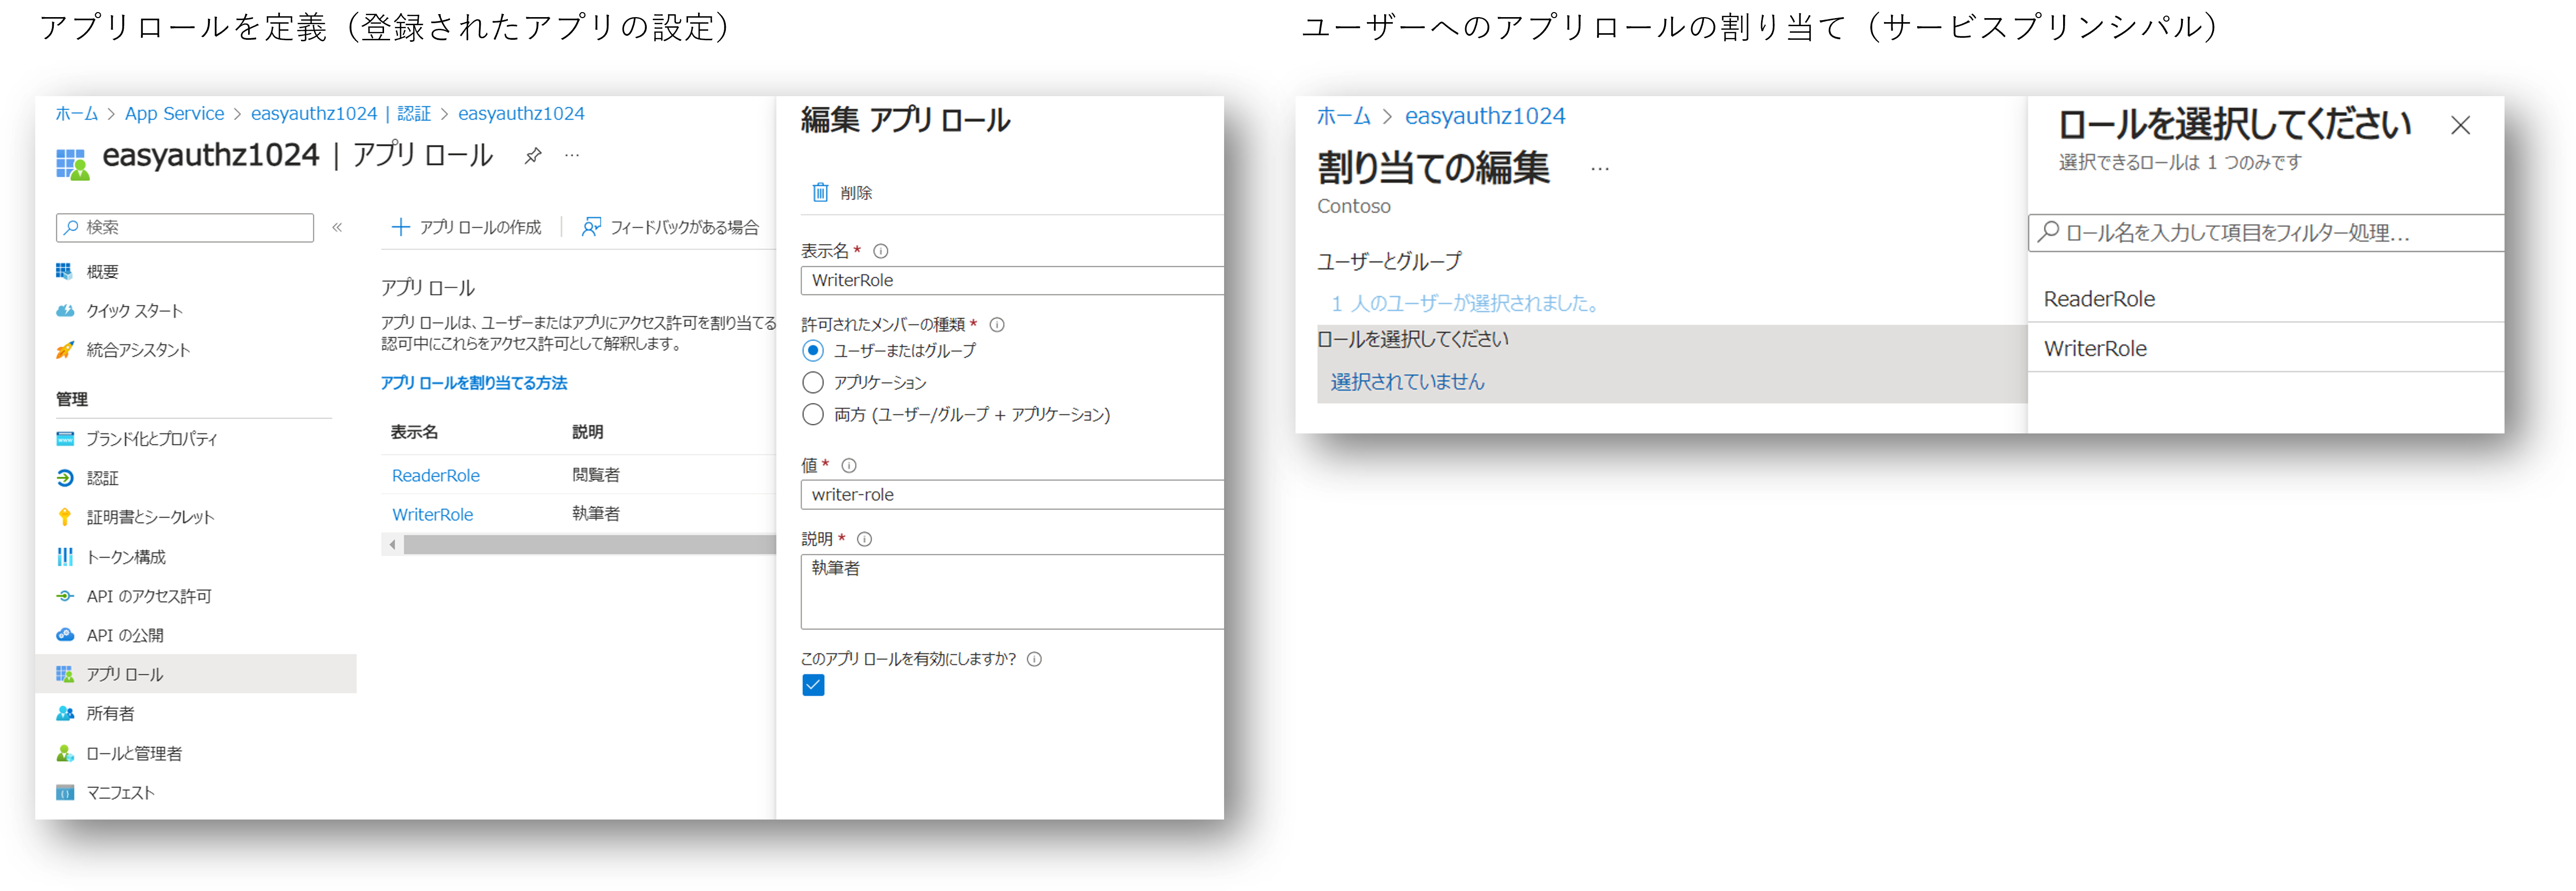 アプリロールを定義（登録されたアプリの設定）
ホーム > App Service > easyauthz1024 | 認証 > easyauthz1024
easyauthz1024 | アプリ ロール ...
検索 «
概要
クイック スタート
統合アシスタント
管理
ブランド化とプロパティ
認証
証明書とシークレット
トークン構成
API のアクセス許可
API の公開
アプリ ロール
所有者
ロールと管理者
マニフェスト
＋ アプリ ロールの作成 | フィードバックがある場合
アプリ ロール
アプリ ロールは、ユーザーまたはアプリにアクセス許可を割り当てる
認可中にこれらをアクセス許可として解釈します。
アプリ ロールを割り当てる方法
表示名 説明
ReaderRole 閲覧者
WriterRole 執筆者
編集 アプリ ロール
削除
表示名 *
WriterRole
許可されたメンバーの種類 *
ユーザーまたはグループ
アプリケーション
両方 (ユーザー/グループ + アプリケーション)
値 *
writer-role
説明 *
執筆者
このアプリ ロールを有効にしますか?
ユーザーへのアプリロールの割り当て（サービスプリンシパル）
ホーム > easyauthz1024
割り当ての編集 ...
Contoso
ユーザーとグループ
1 人のユーザーが選択されました。
ロールを選択してください
選択されていません
ロールを選択してください
選択できるロールは 1 つのみです
ロール名を入力して項目をフィルター処理...
ReaderRole
WriterRole